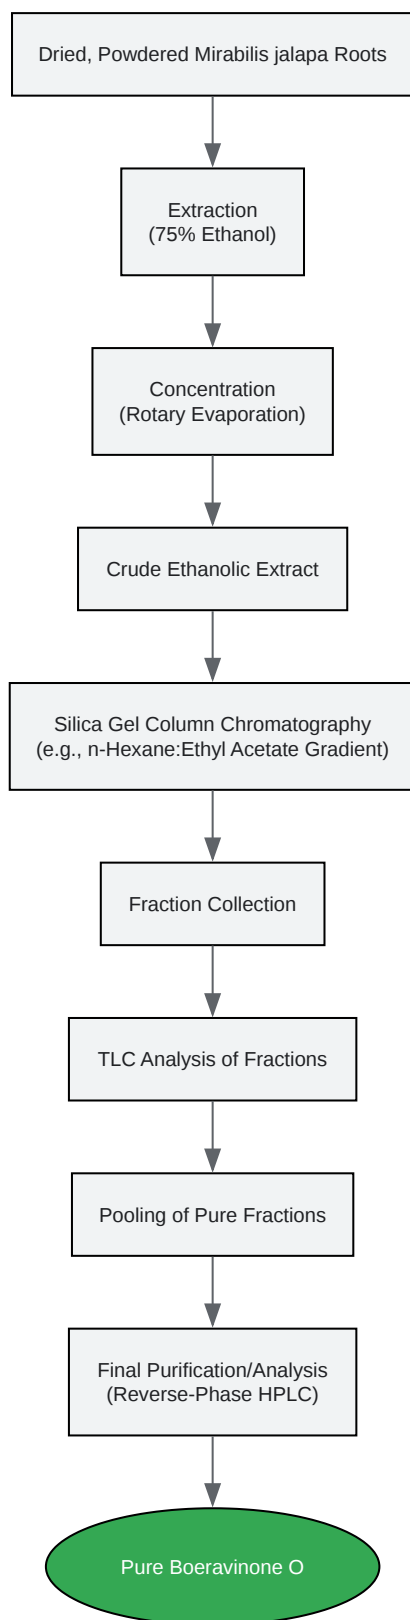 Dried, Powdered Mirabilis jalapa Roots
Extraction
(75% Ethanol)
Concentration
(Rotary Evaporation)
Crude Ethanolic Extract
Silica Gel Column Chromatography
(e.g., n-Hexane:Ethyl Acetate Gradient)
Fraction Collection
TLC Analysis of Fractions
Pooling of Pure Fractions
Final Purification/Analysis
(Reverse-Phase HPLC)
Pure Boeravinone O